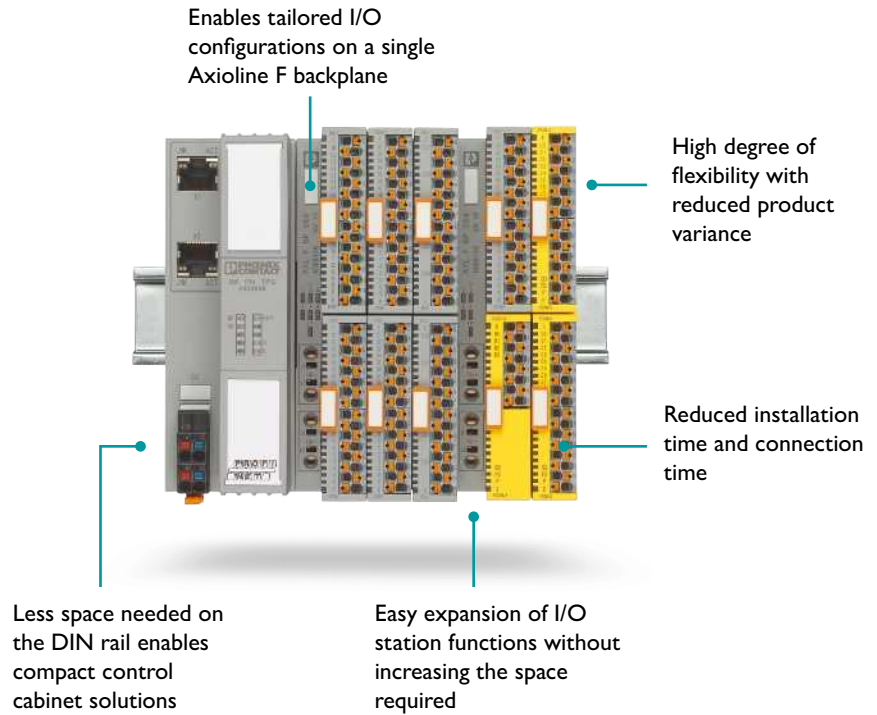 Enables tailored I/O
configurations on a single
Axioline F backplane
High degree of
flexibility with
reduced product
variance
Reduced installation
time and connection
time
Less space needed on
the DIN rail enables
compact control
cabinet solutions
Easy expansion of I/O
station functions without
increasing the space
required
PHOENIX
CONTACT
PROFI
NET